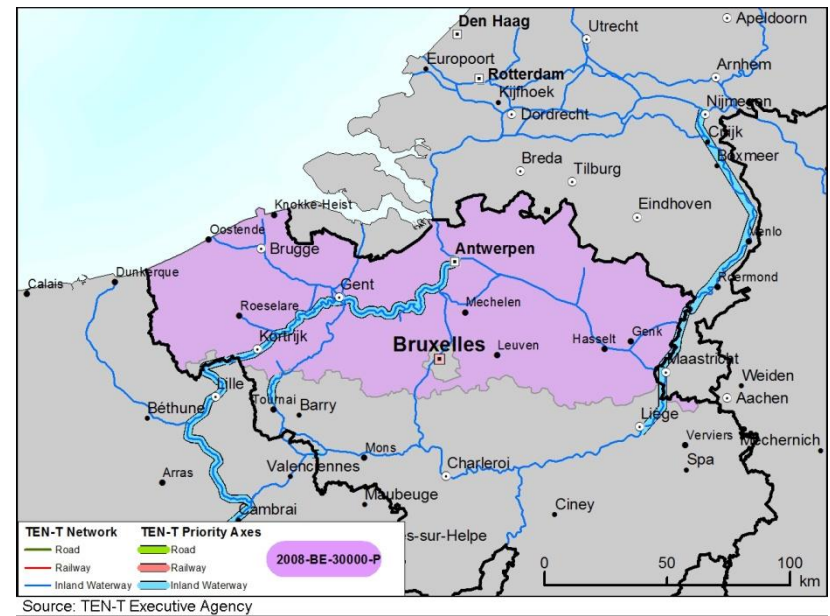 Den Haag
Utrecht
Apeldoorn
Europoort
Arnhem
Rotterdam
Kijfhoek
Dordrecht
Nijmegen
Cuijk
Boxmeer
Breda
Tilburg
Eindhoven
Knokke-Heist
Venlo
Oostende
Brugge
Antwerpen
Calais
Dunkerque
Gent
Roermond
Roeselare
Mechelen
Kortrijk
Bruxelles
Leuven
Hasselt
Genk
Maastricht
Lille
Weiden
Béthune
Tournai
Barry
Aachen
Liège
Verviers
Mechernich
Mons
Spa
Arras
Valenciennes
Charleroi
Maubeuge
Ciney
Cambrai
es-sur-Helpe
TEN-T Network
Road
Railway
Inland Waterway
TEN-T Priority Axes
Road
Railway
Inland Waterway
2008-BE-30000-P
0 50 100
km
Source: TEN-T Executive Agency